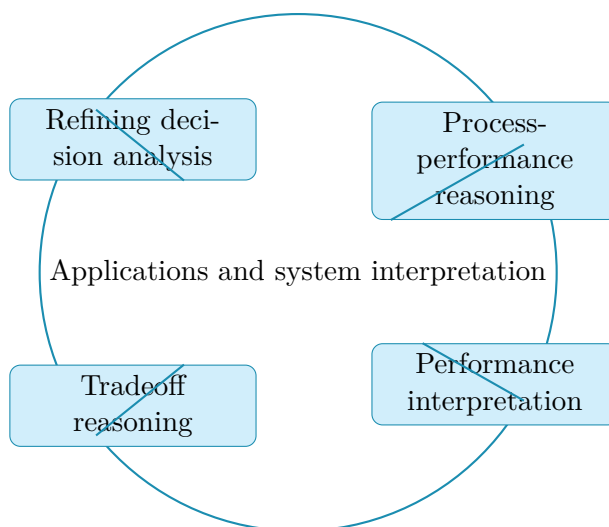 Refining deci-
sion analysis
Process-
performance
reasoning
Applications and system interpretation
Tradeoff
reasoning
Performance
interpretation